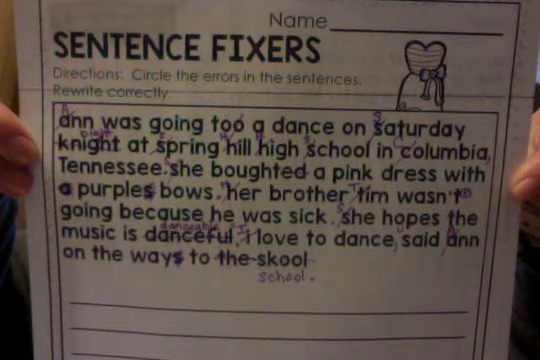 Name
SENTENCE FIXERS
Directions: Circle the errors in the sentences.
Rewrite correctly.
ann was going too a dance on saturday
knight at spring hill high school in columbia,
Tennessee. she boughted a pink dress with
a purples bows. her brother tim wasn't
going because he was sick. she hopes the
danceable
music is danceful. i love to dance, said ann
on the ways to the skool
school.